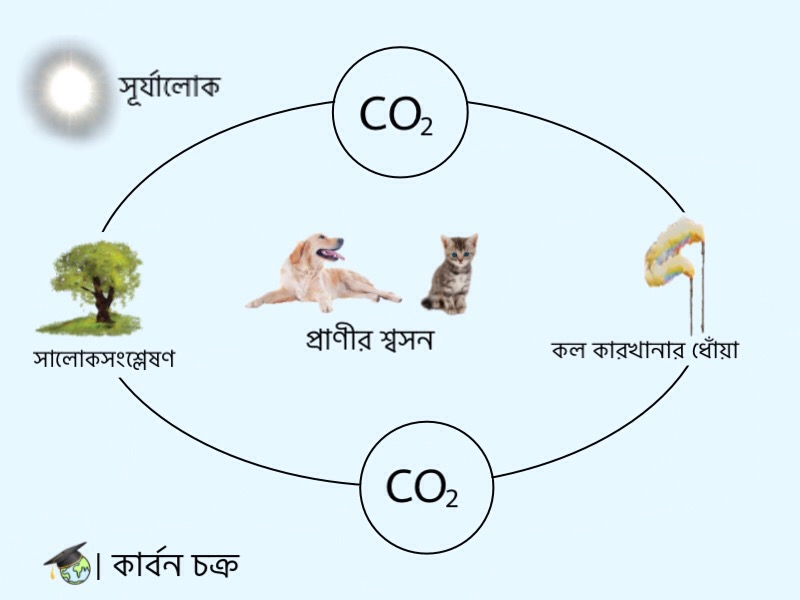 সূর্যালোক
CO₂
প্রাণীর শ্বসন
সালোকসংশ্লেষণ
কল কারখানার ধোঁয়া
CO₂
| কার্বন চক্র